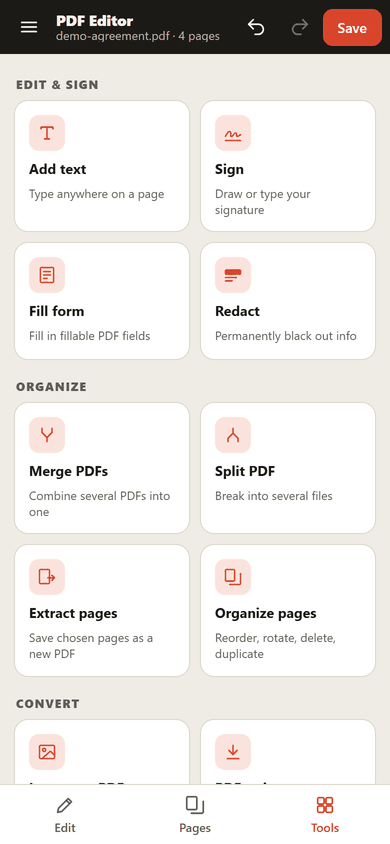 PDF Editor
demo-agreement.pdf · 4 pages
Save
EDIT & SIGN
Add text
Type anywhere on a page
Sign
Draw or type your
signature
Fill form
Fill in fillable PDF fields
Redact
Permanently black out info
ORGANIZE
Merge PDFs
Combine several PDFs into
one
Split PDF
Break into several files
Extract pages
Save chosen pages as a
new PDF
Organize pages
Reorder, rotate, delete,
duplicate
CONVERT
Edit
Pages
Tools